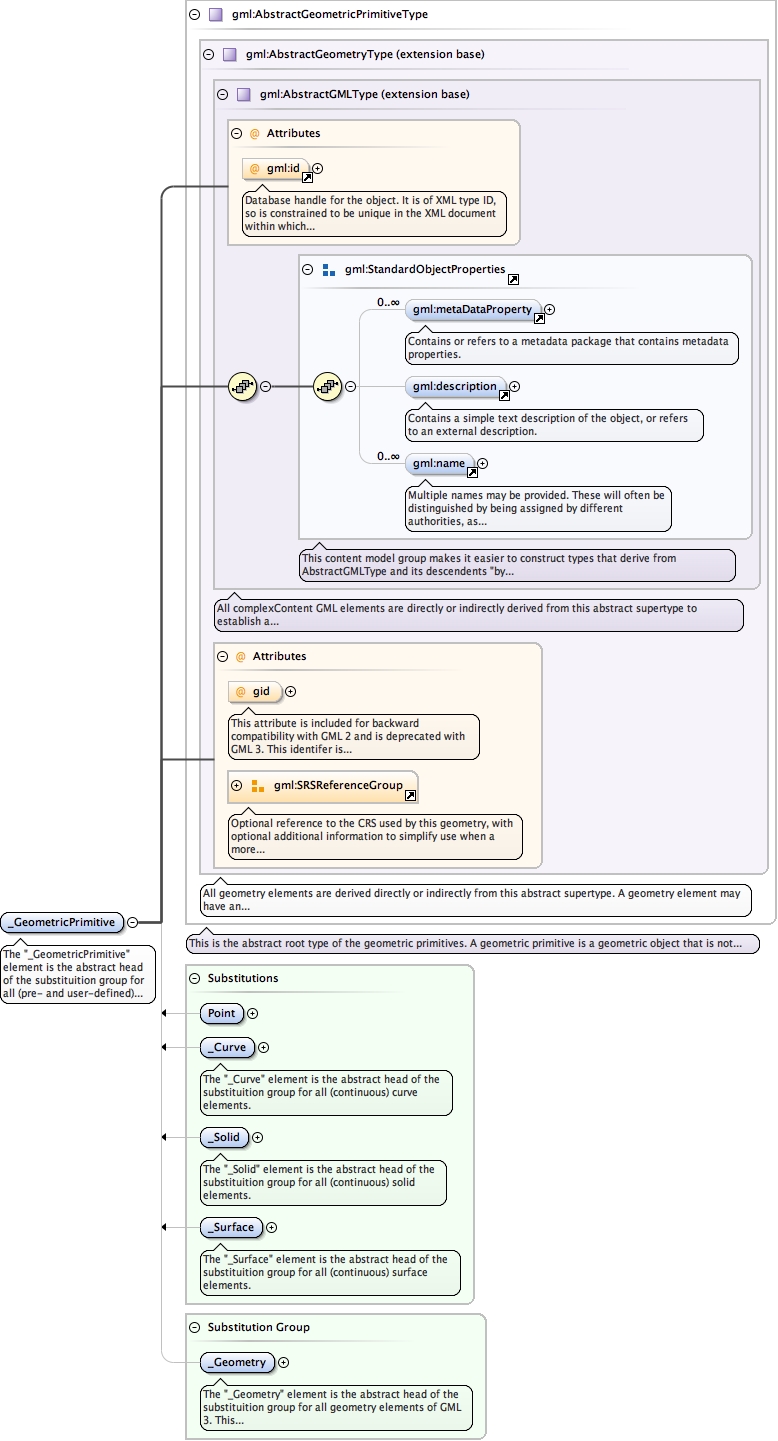 gml:AbstractGeometricPrimitiveType
gml:AbstractGeometryType (extension base)
gml:AbstractGMLType (extension base)
@ Attributes
@ gml:id
Database handle for the object. It is of XML type ID,
so is constrained to be unique in the XML document
within which...
gml:StandardObjectProperties
0..∞
gml:metaDataProperty
Contains or refers to a metadata package that contains metadata
properties.
gml:description
Contains a simple text description of the object, or refers
to an external description.
0..∞
gml:name
Multiple names may be provided. These will often be
distinguished by being assigned by different
authorities, as...
This content model group makes it easier to construct types that derive from
AbstractGMLType and its descendents "by...
All complexContent GML elements are directly or indirectly derived from this abstract supertype to
establish a...
@ Attributes
@ gid
This attribute is included for backward
compatibility with GML 2 and is deprecated with
GML 3. This identifer is...
gml:SRSReferenceGroup
Optional reference to the CRS used by this geometry, with
optional additional information to simplify use when a
more...
All geometry elements are derived directly or indirectly from this abstract supertype. A geometry element may
have an...
_GeometricPrimitive
The "_GeometricPrimitive"
element is the abstract head
of the substituition group for
all (pre- and user-defined)...
This is the abstract root type of the geometric primitives. A geometric primitive is a geometric object that is not...
Substitutions
Point
_Curve
The "_Curve" element is the abstract head of the
substituition group for all (continuous) curve
elements.
_Solid
The "_Solid" element is the abstract head of the
substituition group for all (continuous) solid
elements.
_Surface
The "_Surface" element is the abstract head of the
substituition group for all (continuous) surface
elements.
Substitution Group
_Geometry
The "_Geometry" element is the abstract head of the
substituition group for all geometry elements of GML
3. This...